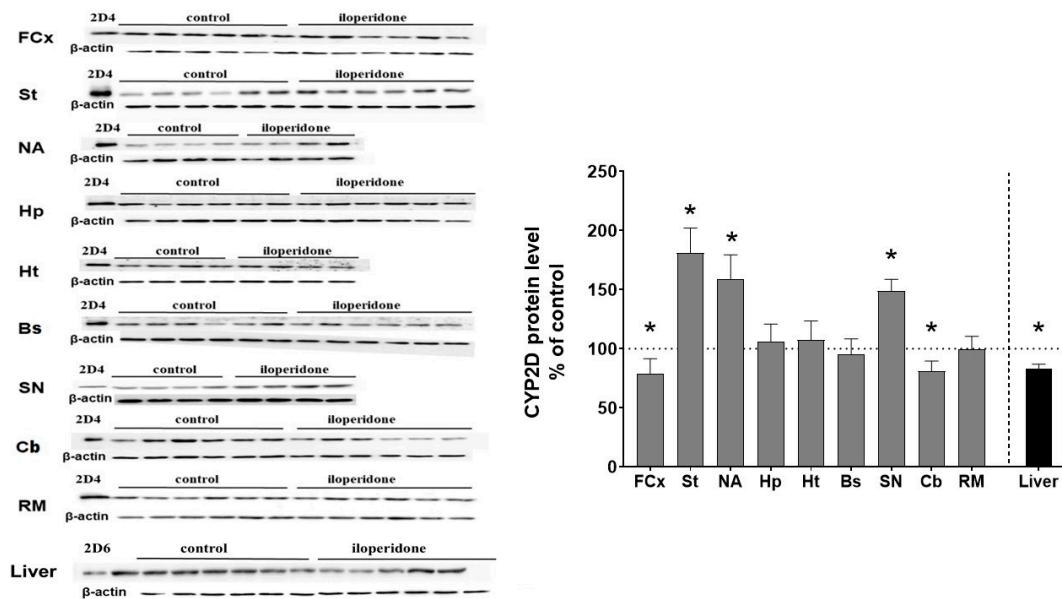 2D4 control iloperidone
FCx
β-actin
2D4 control iloperidone
St
β-actin
2D4 control iloperidone
NA
β-actin
2D4 control iloperidone
Hp
β-actin
2D4 control iloperidone
Ht
β-actin
2D4 control iloperidone
Bs
β-actin
2D4 control iloperidone
SN
β-actin
2D4 control iloperidone
Cb
β-actin
2D4 control iloperidone
RM
β-actin
2D6 control iloperidone
Liver
β-actin
CYP2D protein level
% of control
250
200
150
100
50
0
* * * * * *
FCx St NA Hp Ht Bs SN Cb RM Liver